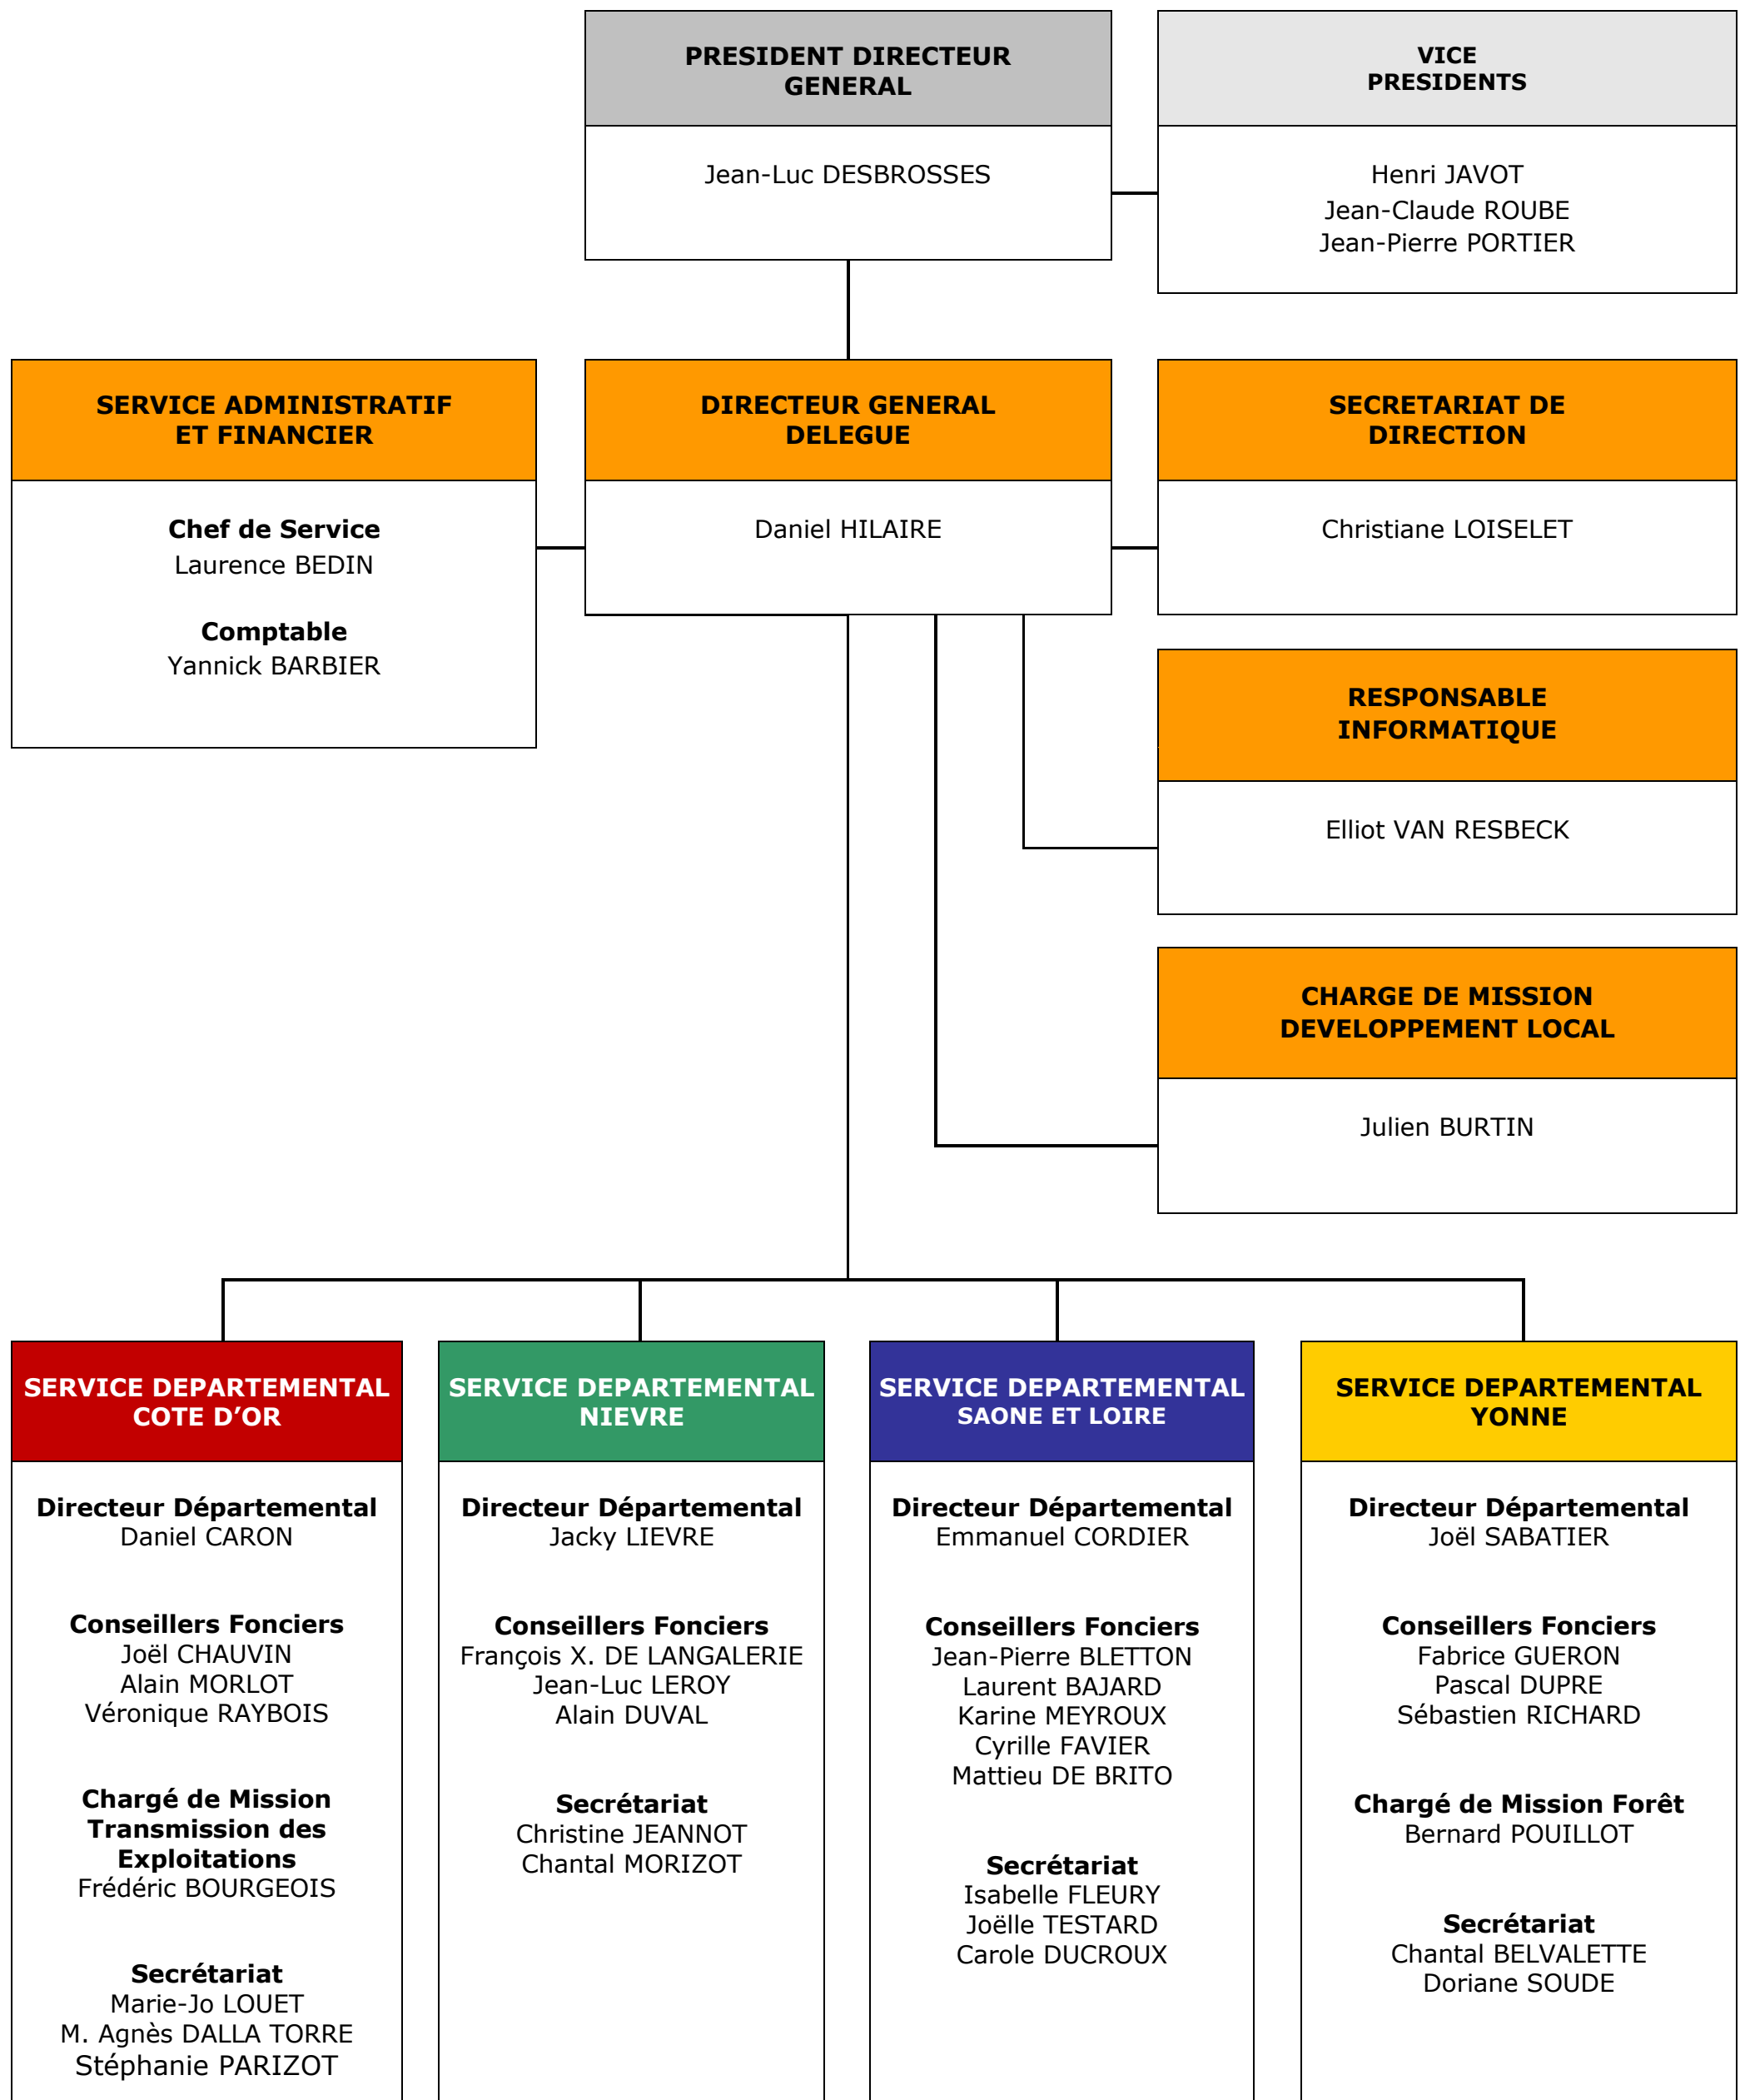 PRESIDENT DIRECTEUR
GENERAL
Jean-Luc DESBROSSES
VICE
PRESIDENTS
Henri JAVOT
Jean-Claude ROUBE
Jean-Pierre PORTIER
SERVICE ADMINISTRATIF
ET FINANCIER
Chef de Service
Laurence BEDIN
Comptable
Yannick BARBIER
DIRECTEUR GENERAL
DELEGUE
Daniel HILAIRE
SECRETARIAT DE
DIRECTION
Christiane LOISELET
RESPONSABLE
INFORMATIQUE
Elliot VAN RESBECK
CHARGE DE MISSION
DEVELOPPEMENT LOCAL
Julien BURTIN
SERVICE DEPARTEMENTAL
COTE D’OR
Directeur Départemental
Daniel CARON
Conseillers Fonciers
Joël CHAUVIN
Alain MORLOT
Véronique RAYBOIS
Chargé de Mission
Transmission des
Exploitations
Frédéric BOURGEOIS
Secrétariat
Marie-Jo LOUET
M. Agnès DALLA TORRE
Stéphanie PARIZOT
SERVICE DEPARTEMENTAL
NIEVRE
Directeur Départemental
Jacky LIEVRE
Conseillers Fonciers
François X. DE LANGALERIE
Jean-Luc LEROY
Alain DUVAL
Secrétariat
Christine JEANNOT
Chantal MORIZOT
SERVICE DEPARTEMENTAL
SAONE ET LOIRE
Directeur Départemental
Emmanuel CORDIER
Conseillers Fonciers
Jean-Pierre BLETTON
Laurent BAJARD
Karine MEYROUX
Cyrille FAVIER
Mattieu DE BRITO
Secrétariat
Isabelle FLEURY
Joëlle TESTARD
Carole DUCROUX
SERVICE DEPARTEMENTAL
YONNE
Directeur Départemental
Joël SABATIER
Conseillers Fonciers
Fabrice GUERON
Pascal DUPRE
Sébastien RICHARD
Chargé de Mission Forêt
Bernard POUILLOT
Secrétariat
Chantal BELVALETTE
Doriane SOUDE